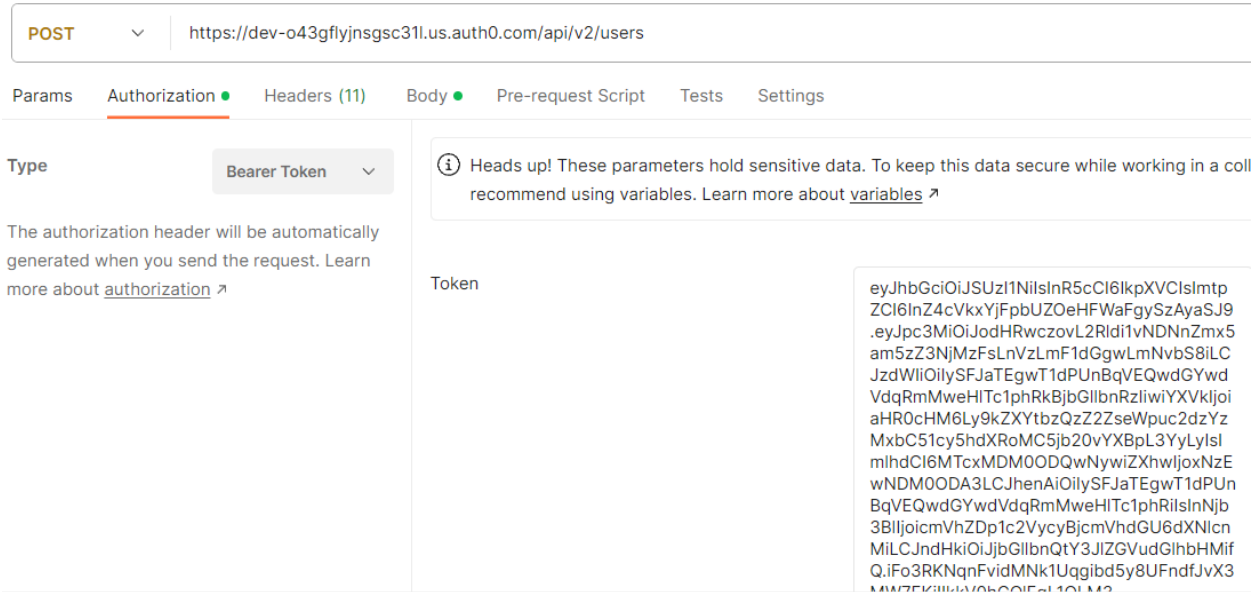 POST https://dev-o43gflyjnsgsc31l.us.auth0.com/api/v2/users
Params Authorization Headers (11) Body Pre-request Script Tests Settings
Type
Bearer Token
Heads up! These parameters hold sensitive data. To keep this data secure while working in a coll
recommend using variables. Learn more about variables ↗
The authorization header will be automatically
generated when you send the request. Learn
more about authorization ↗
Token
eyJhbGciOiJSUzI1NiIsInR5cCI6IkpXVCIsImtp
ZCI6InZ4cVkxYjFpbUZOeHFWaFgySzAyaSJ9
.eyJpc3MiOiJodHRwczovL2Rldi1vNDNnZmx5
am5zZ3NjMzFsLnVzLmF1dGgwLmNvbS8iLC
JzdWIiOiIySFJaTEgwT1dPUnBqVEQwdGYwd
VdqRmMweHlTc1phRkBjbGllbnRzIiwiYXVkIjoi
aHR0cHM6Ly9kZXYtbzQzZ2ZseWpuc2dzYz
MxbC51cy5hdXRoMC5jb20vYXBpL3YyLyIsI
mlhdCI6MTcxMDM0ODQwNywiZXhwIjoxNzE
wNDM0ODA3LCJhenAiOiIySFJaTEgwT1dPUn
BqVEQwdGYwdVdqRmMweHlTc1phRiIsInNjb
3BlIjoicmVhZDp1c2VycyBjcmVhdGU6dXNlcn
MiLCJndHkiOiJjbGllbnQtY3JlZGVudGlhbHMif
Q.iFo3RKNqnFvidMNk1Uqgibd5y8UFndfJvX3